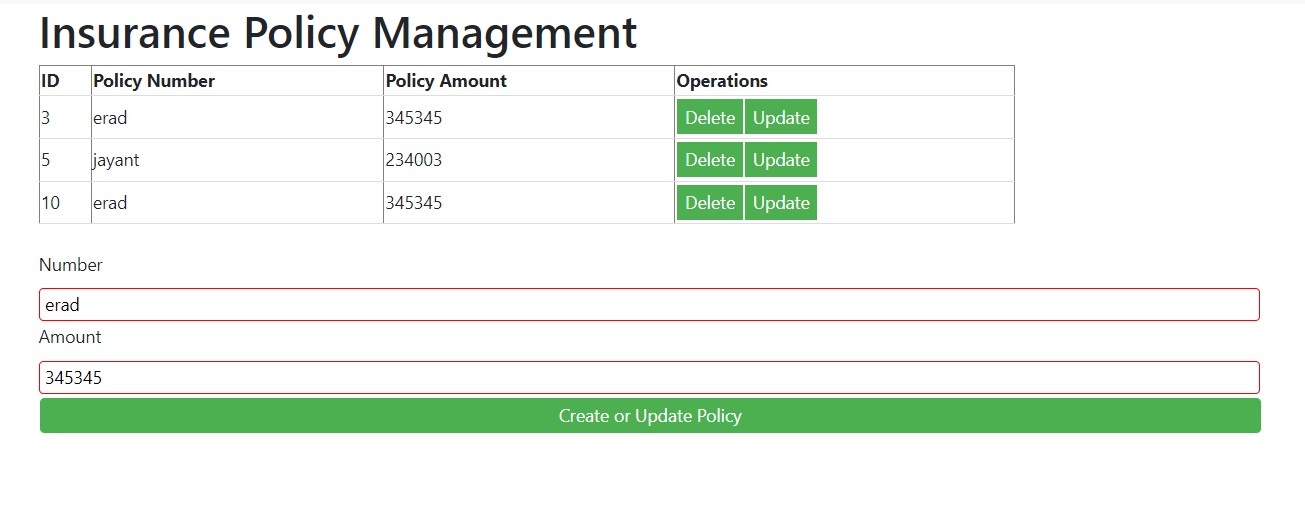 Insurance Policy Management
ID Policy Number Policy Amount Operations
3 erad 345345 Delete Update
5 jayant 234003 Delete Update
10 erad 345345 Delete Update
Number
erad
Amount
345345
Create or Update Policy